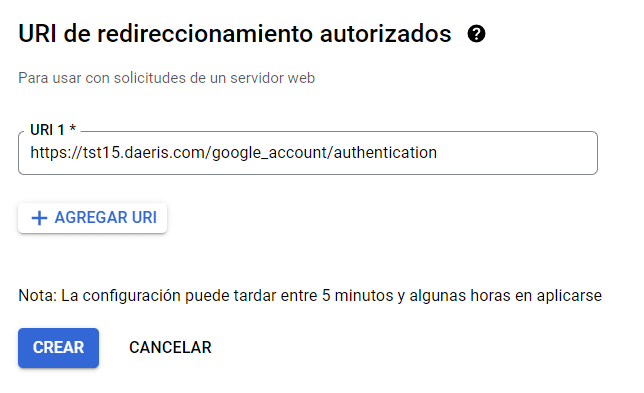 URI de redireccionamiento autorizados ?
Para usar con solicitudes de un servidor web
URI 1 *
https://tst15.daeris.com/google_account/authentication
+ AGREGAR URI
Nota: La configuración puede tardar entre 5 minutos y algunas horas en aplicarse
CREAR CANCELAR